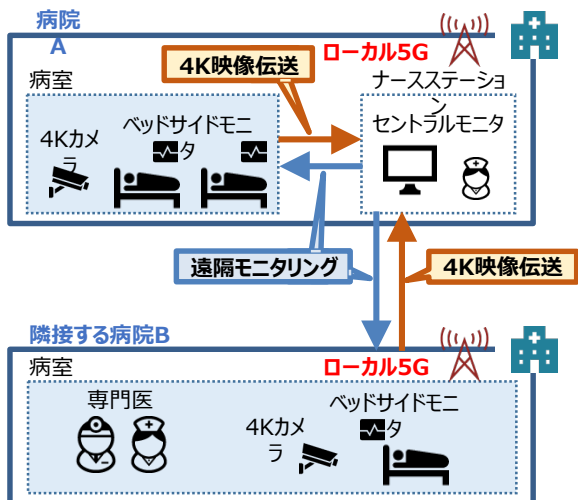 病院
A
ローカル5G
4K映像伝送
病室
ナースステーショ
ン
セントラルモニタ
ベッドサイドモニ
タ
4Kカメ
ラ
遠隔モニタリング
4K映像伝送
隣接する病院B
ローカル5G
病室
専門医
ベッドサイドモニ
タ
4Kカメ
ラ